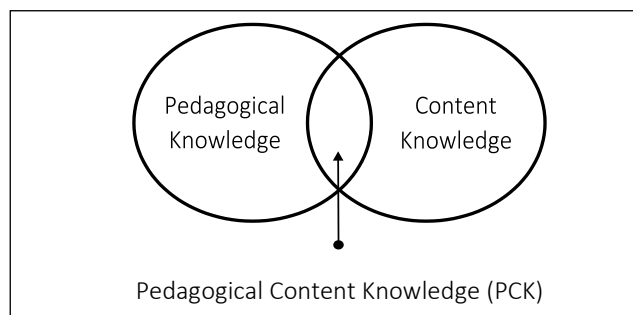 Pedagogical
Knowledge
Content
Knowledge
Pedagogical Content Knowledge (PCK)